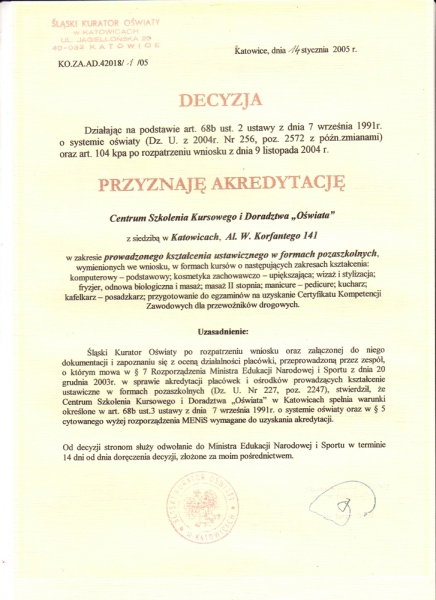 ŚLĄSKI KURATOR OŚWIATY
W KATOWICACH
UL. JAGIELLOŃSKA 25
40-032 KATOWICE
Katowice, dnia 14 stycznia 2005 r.
KO.ZA.AD.42018/ 1 /05
DECYZJA
Działając na podstawie art. 68b ust. 2 ustawy z dnia 7 września 1991r.
o systemie oświaty (Dz. U. z 2004r. Nr 256, poz. 2572 z późn.zmianami)
oraz art. 104 kpa po rozpatrzeniu wniosku z dnia 9 listopada 2004 r.
PRZYZNAJĘ AKREDYTACJĘ
Centrum Szkolenia Kursowego i Doradztwa „Oświata"
z siedzibą w Katowicach, Al. W. Korfantego 141
w zakresie prowadzonego kształcenia ustawicznego w formach pozaszkolnych,
wymienionych we wniosku, w formach kursów o następujących zakresach kształcenia:
komputerowy – podstawowy; kosmetyka zachowawczo – upiększająca; wizaż i stylizacja;
fryzjer, odnowa biologiczna i masaż; masaż II stopnia; manicure – pedicure; kucharz;
kafelkarz – posadzkarz; przygotowanie do egzaminów na uzyskanie Certyfikatu Kompetencji
Zawodowych dla przewoźników drogowych.
Uzasadnienie:
Śląski Kurator Oświaty po rozpatrzeniu wniosku oraz załączonej do niego
dokumentacji i zapoznaniu się z oceną działalności placówki, przeprowadzoną przez zespół,
o którym mowa w § 7 Rozporządzenia Ministra Edukacji Narodowej i Sportu z dnia 20
grudnia 2003r. w sprawie akredytacji placówek i ośrodków prowadzących kształcenie
ustawiczne w formach pozaszkolnych (Dz. U. Nr 227, poz. 2247), stwierdził, że
Centrum Szkolenia Kursowego i Doradztwa „Oświata" w Katowicach spełnia warunki
określone w art. 68b ust.3 ustawy z dnia 7 września 1991r. o systemie oświaty oraz w § 5
cytowanego wyżej rozporządzenia MENiS wymagane do uzyskania akredytacji.
Od decyzji stronom służy odwołanie do Ministra Edukacji Narodowej i Sportu w terminie
14 dni od dnia doręczenia decyzji, złożone za moim pośrednictwem.